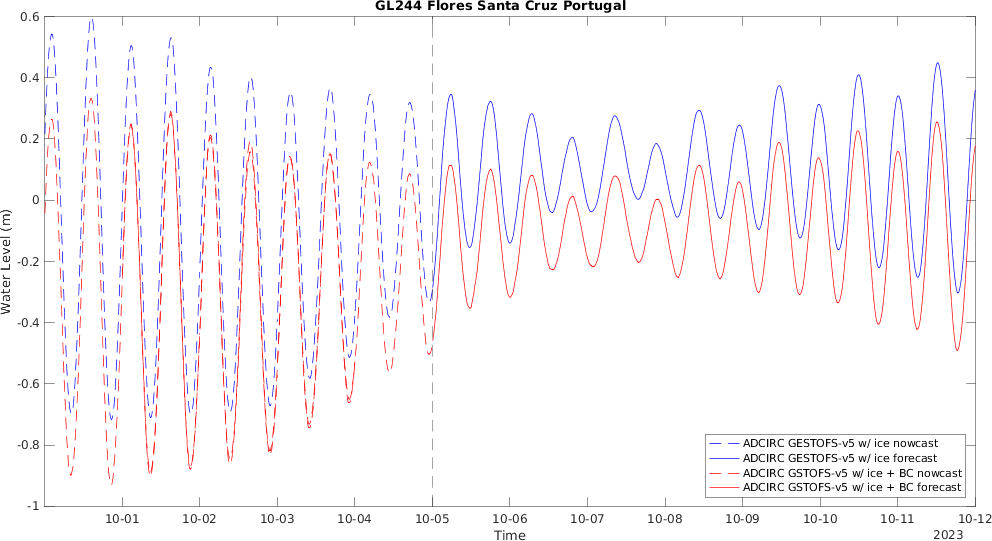 GL244 Flores Santa Cruz Portugal
0.6
0.4
0.2
0
-0.2
-0.4
-0.6
-0.8
-1
Water Level (m)
10-01 10-02 10-03 10-04 10-05 10-06 10-07 10-08 10-09 10-10 10-11 10-12
Time
2023
ADCIRC GESTOFS-v5 w/ ice nowcast
ADCIRC GESTOFS-v5 w/ ice forecast
ADCIRC GSTOFS-v5 w/ ice + BC nowcast
ADCIRC GSTOFS-v5 w/ ice + BC forecast